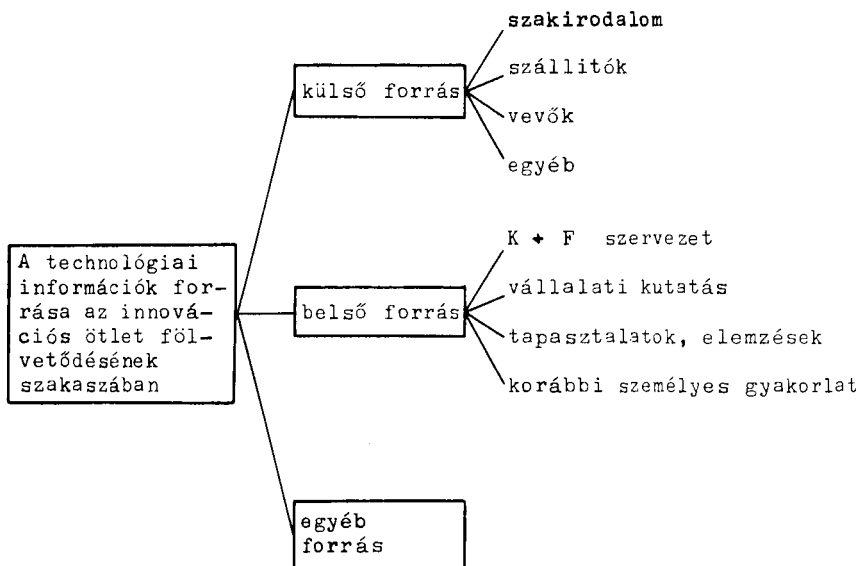 szakirodalom
külső forrás
szállitók
vevők
egyéb
A technológiai
információk for-
rása az innová-
ciós ötlet föl-
vetődésének
szakaszában
belső forrás
K + F szervezet
vállalati kutatás
tapasztalatok, elemzések
korábbi személyes gyakorlat
egyéb
forrás